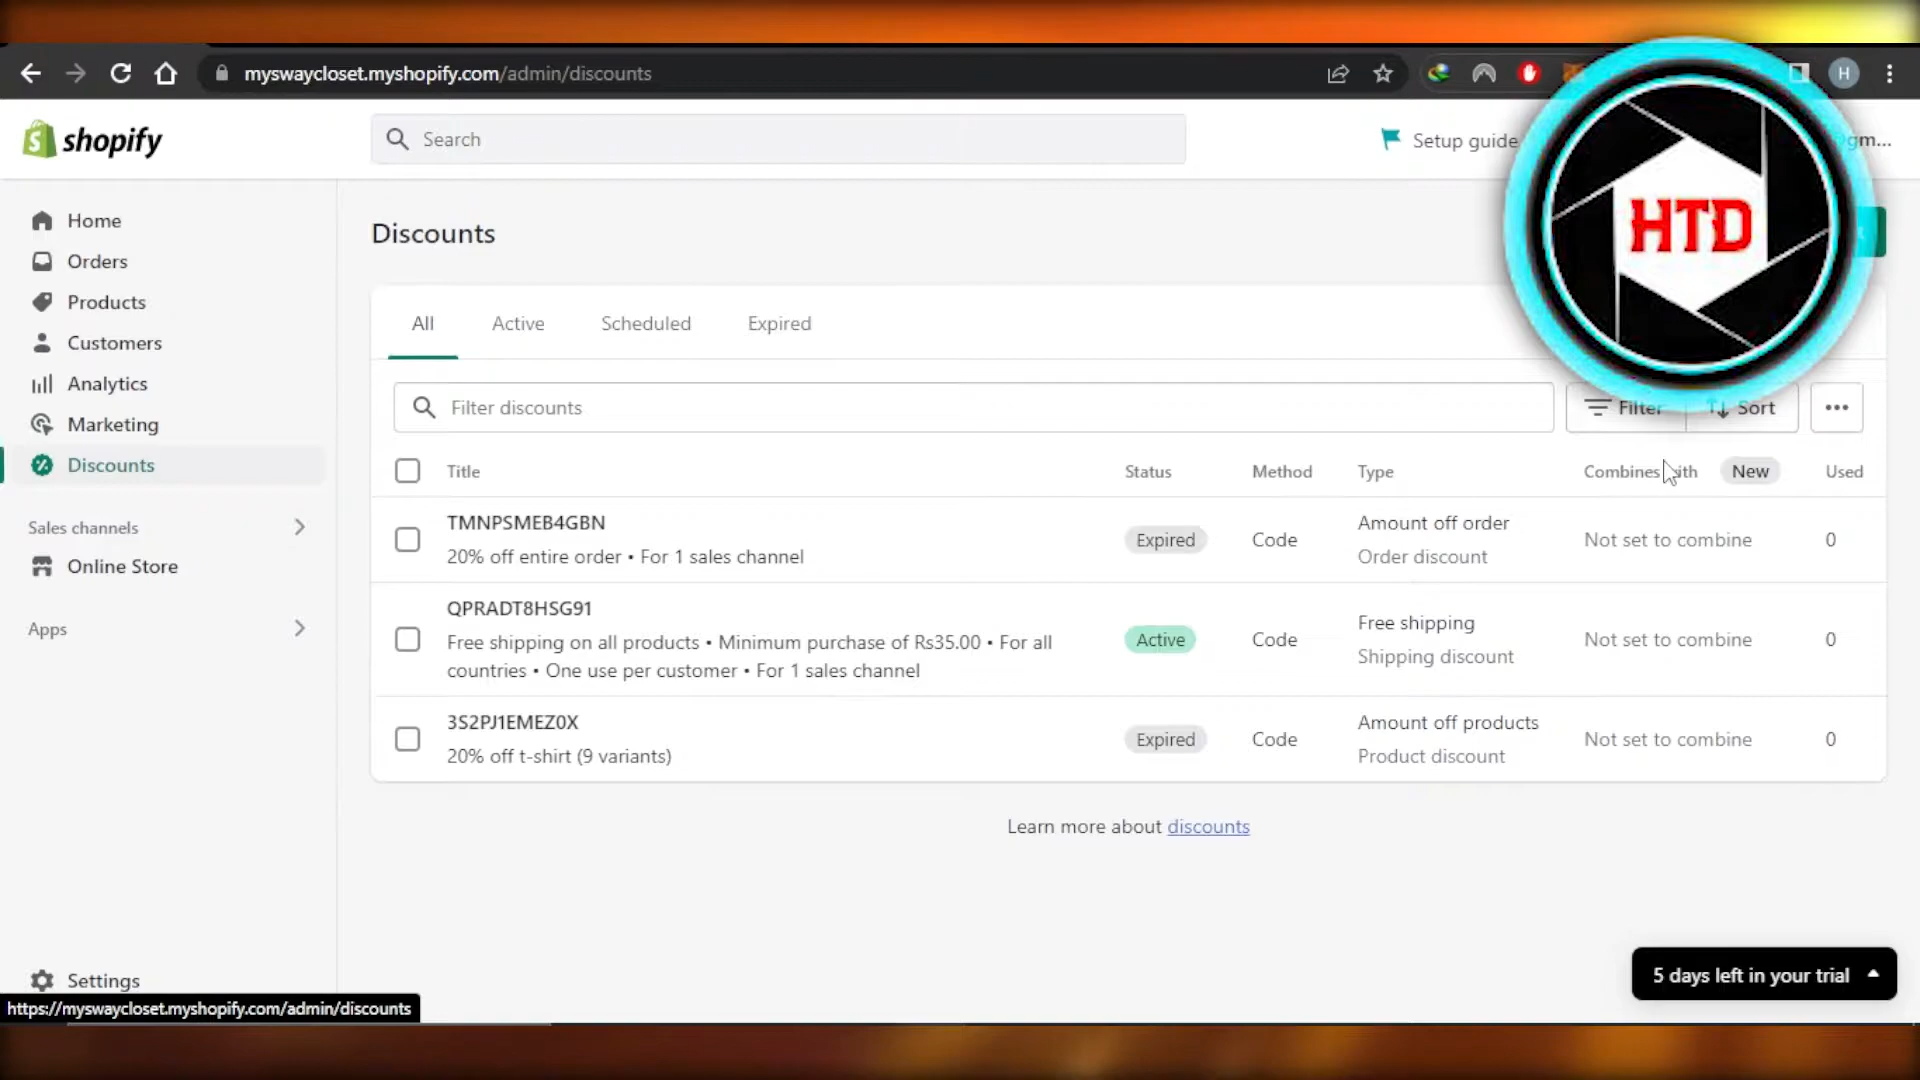 myswaycloset.myshopify.com/admin/discounts
H
shopify
Search
Setup guide
gm...
HTD
Home
Orders
Products
Customers
Analytics
Marketing
Discounts
Sales channels
Online Store
Apps
Settings
Discounts
All Active Scheduled Expired
Filter discounts
Filter Sort
Title Status Method Type Combines with New Used
TMNPSMEB4GBN
20% off entire order • For 1 sales channel
Expired Code
Amount off order
Order discount
Not set to combine 0
QPRADT8HSG91
Free shipping on all products • Minimum purchase of Rs35.00 • For all
countries • One use per customer • For 1 sales channel
Active Code
Free shipping
Shipping discount
Not set to combine 0
3S2PJ1EMEZ0X
20% off t-shirt (9 variants)
Expired Code
Amount off products
Product discount
Not set to combine 0
Learn more about discounts
5 days left in your trial
https://myswaycloset.myshopify.com/admin/discounts